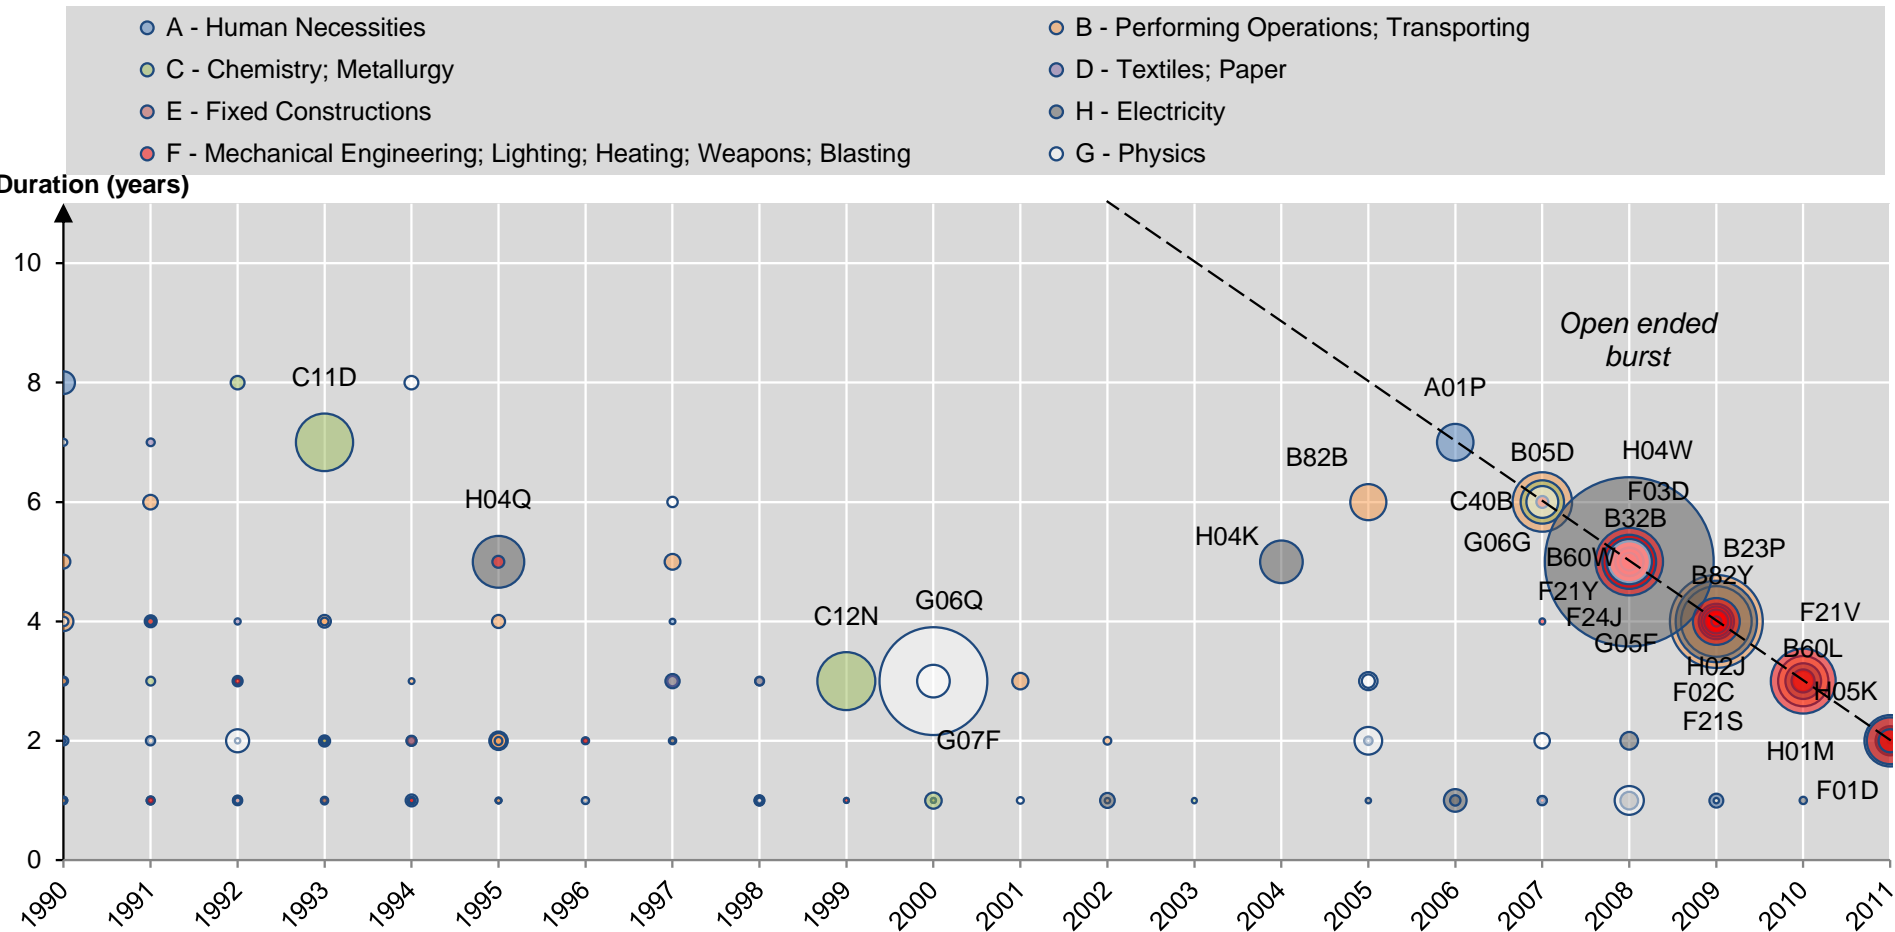 A - Human Necessities
B - Performing Operations; Transporting
C - Chemistry; Metallurgy
D - Textiles; Paper
E - Fixed Constructions
H - Electricity
F - Mechanical Engineering; Lighting; Heating; Weapons; Blasting
G - Physics
Duration (years)
10
8
6
4
2
0
Open ended
burst
C11D
A01P
H04Q
B82B
B05D
H04W
C40B
F03D
B32B
H04K
G06G
B60W
B23P
B82Y
F21Y
C12N
G06Q
F24J
F21V
G05F
B60L
H02J
F02C
H05K
F21S
G07F
H01M
F01D
1990
1991
1992
1993
1994
1995
1996
1997
1998
1999
2000
2001
2002
2003
2004
2005
2006
2007
2008
2009
2010
2011